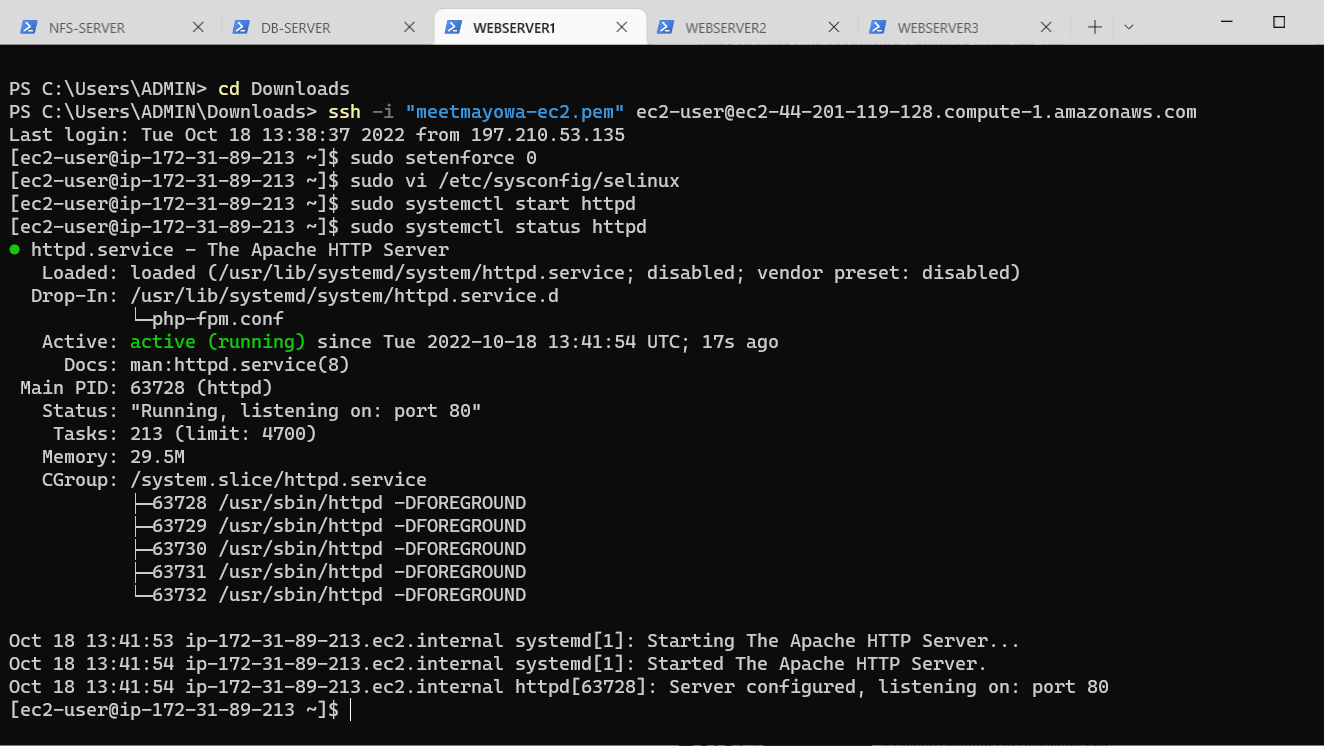 NFS-SERVER DB-SERVER WEBSERVER1 WEBSERVER2 WEBSERVER3
PS C:\Users\ADMIN> cd Downloads
PS C:\Users\ADMIN\Downloads> ssh -i "meetmayowa-ec2.pem" ec2-user@ec2-44-201-119-128.compute-1.amazonaws.com
Last login: Tue Oct 18 13:38:37 2022 from 197.210.53.135
[ec2-user@ip-172-31-89-213 ~]$ sudo setenforce 0
[ec2-user@ip-172-31-89-213 ~]$ sudo vi /etc/sysconfig/selinux
[ec2-user@ip-172-31-89-213 ~]$ sudo systemctl start httpd
[ec2-user@ip-172-31-89-213 ~]$ sudo systemctl status httpd
● httpd.service - The Apache HTTP Server
   Loaded: loaded (/usr/lib/systemd/system/httpd.service; disabled; vendor preset: disabled)
  Drop-In: /usr/lib/systemd/system/httpd.service.d
           └─php-fpm.conf
   Active: active (running) since Tue 2022-10-18 13:41:54 UTC; 17s ago
     Docs: man:httpd.service(8)
 Main PID: 63728 (httpd)
   Status: "Running, listening on: port 80"
    Tasks: 213 (limit: 4700)
   Memory: 29.5M
   CGroup: /system.slice/httpd.service
           ├─63728 /usr/sbin/httpd -DFOREGROUND
           ├─63729 /usr/sbin/httpd -DFOREGROUND
           ├─63730 /usr/sbin/httpd -DFOREGROUND
           ├─63731 /usr/sbin/httpd -DFOREGROUND
           └─63732 /usr/sbin/httpd -DFOREGROUND
Oct 18 13:41:53 ip-172-31-89-213.ec2.internal systemd[1]: Starting The Apache HTTP Server...
Oct 18 13:41:54 ip-172-31-89-213.ec2.internal systemd[1]: Started The Apache HTTP Server.
Oct 18 13:41:54 ip-172-31-89-213.ec2.internal httpd[63728]: Server configured, listening on: port 80
[ec2-user@ip-172-31-89-213 ~]$